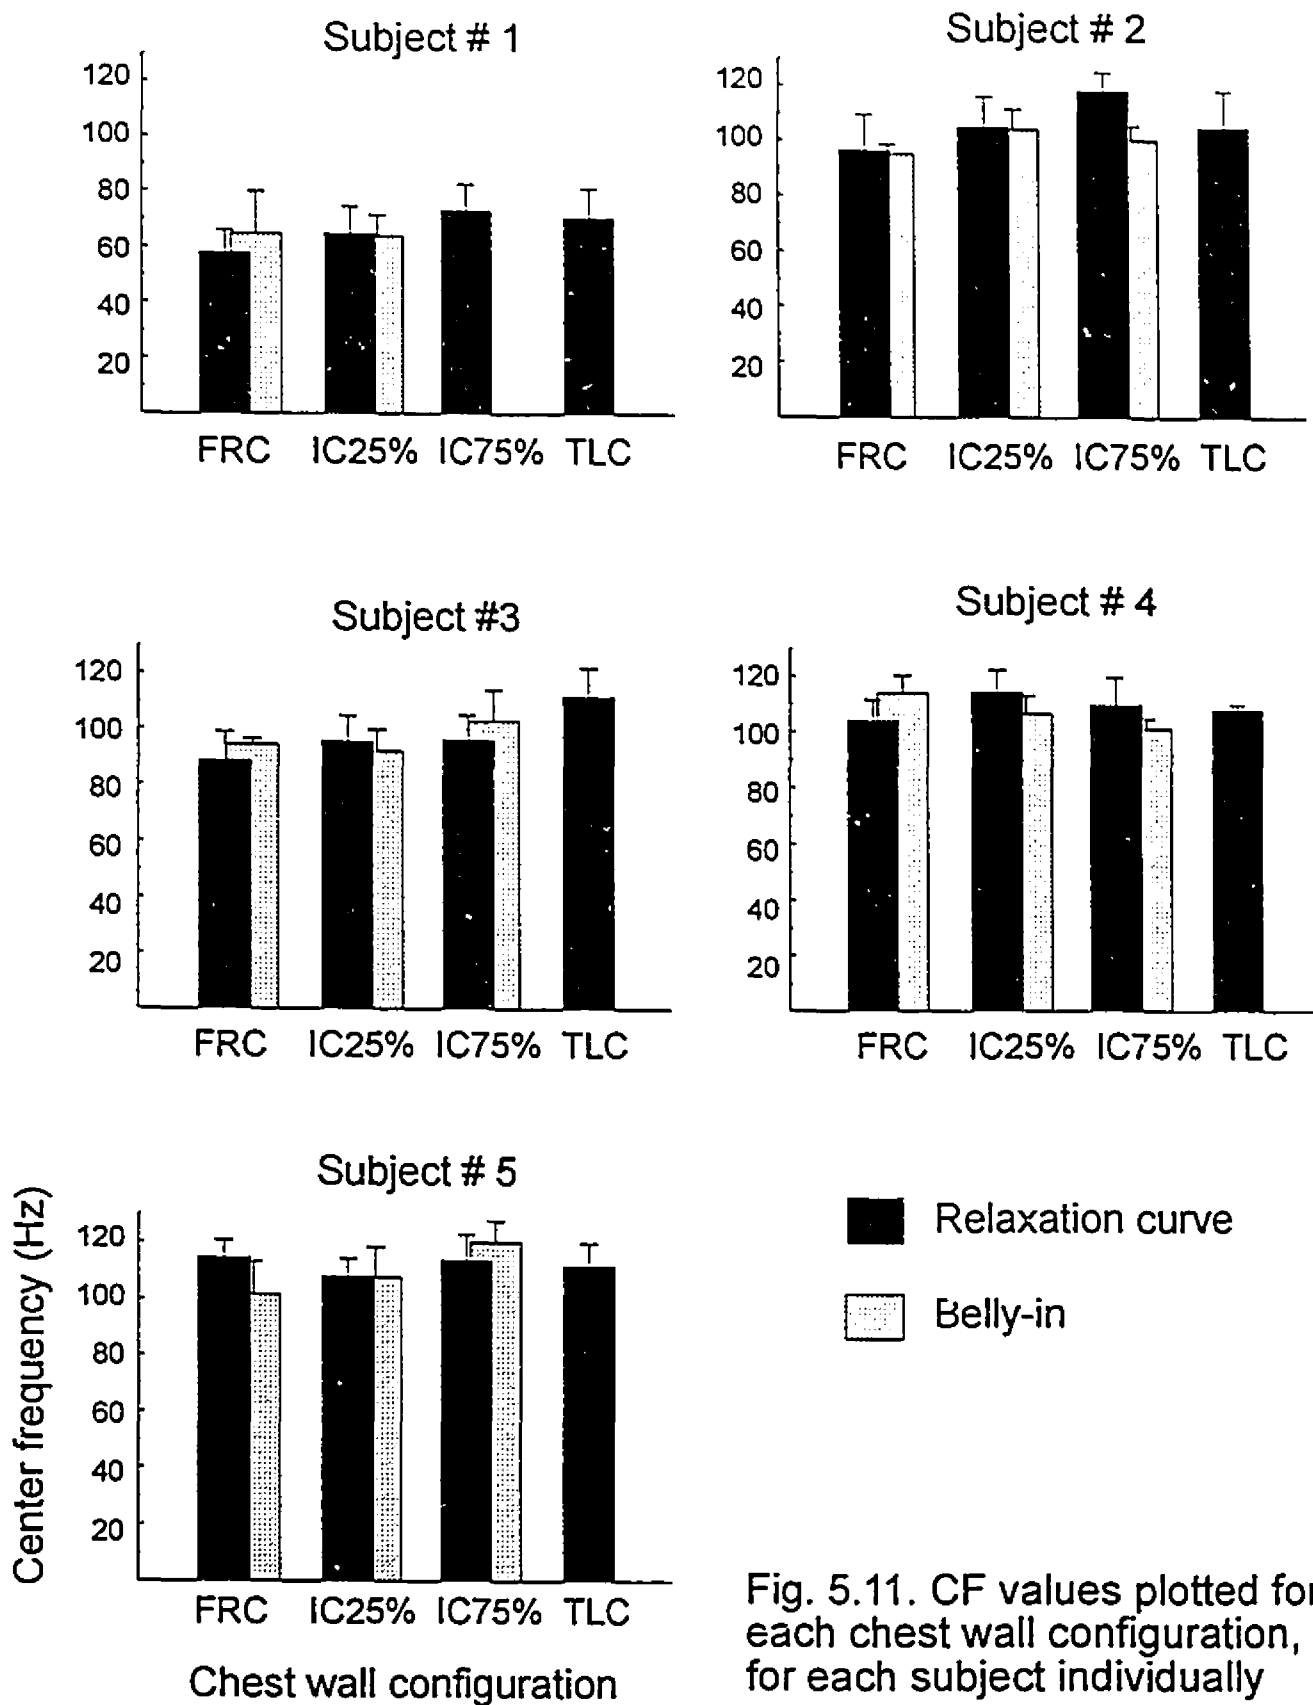 Subject # 1
120
100
80
60
40
20
FRC IC25% IC75% TLC
Subject # 2
120
100
80
60
40
20
FRC IC25% IC75% TLC
Subject #3
120
100
80
60
40
20
FRC IC25% IC75% TLC
Subject # 4
120
100
80
60
40
20
FRC IC25% IC75% TLC
Subject # 5
Center frequency (Hz)
120
100
80
60
40
20
FRC IC25% IC75% TLC
Chest wall configuration
Relaxation curve
Belly-in
Fig. 5.11. CF values plotted for
each chest wall configuration,
for each subject individually